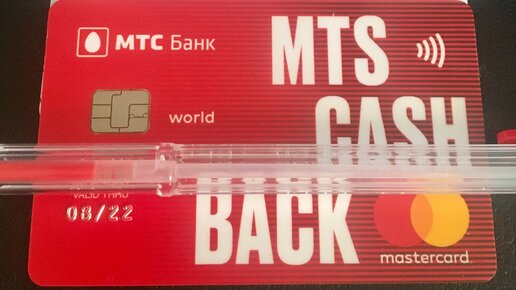 МТС Банк
MTS
CASH
BACK
world
VALID THRU
08/22
mastercard.